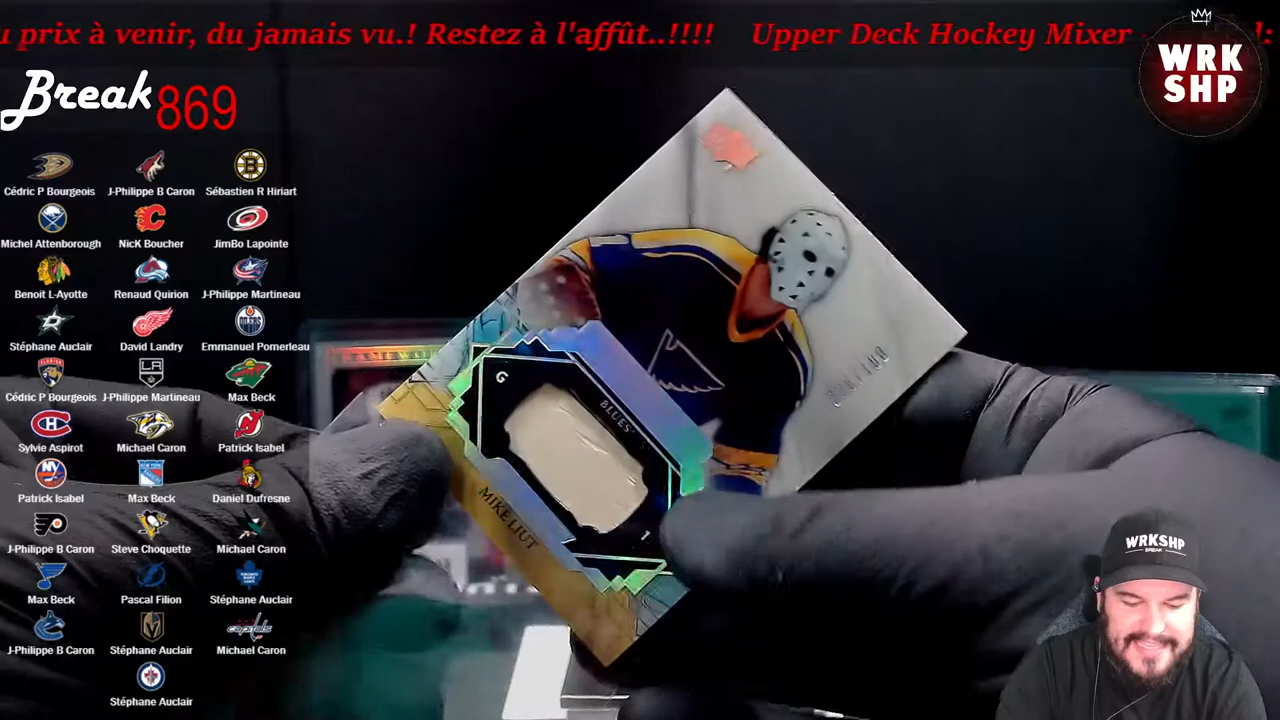 u prix à venir, du jamais vu.! Restez à l'affût..!!!! Upper Deck Hockey Mixer
WRK
SHP
Break 869
Cédric P Bourgeois J-Philippe B Caron Sébastien R Hiriart
Michel Attenborough NicK Boucher JimBo Lapointe
Benoit L-Ayotte Renaud Quirion J-Philippe Martineau
Stéphane Auclair David Landry Emmanuel Pomerleau
Cédric P Bourgeois J-Philippe Martineau Max Beck
Sylvie Aspirot Michael Caron Patrick Isabel
Patrick Isabel Max Beck Daniel Dufresne
J-Philippe B Caron Steve Choquette Michael Caron
Max Beck Pascal Filion Stéphane Auclair
J-Philippe B Caron Stéphane Auclair Michael Caron
Stéphane Auclair
G
BLUES
1
MIKE LIUT
WRKSHP
BREAK